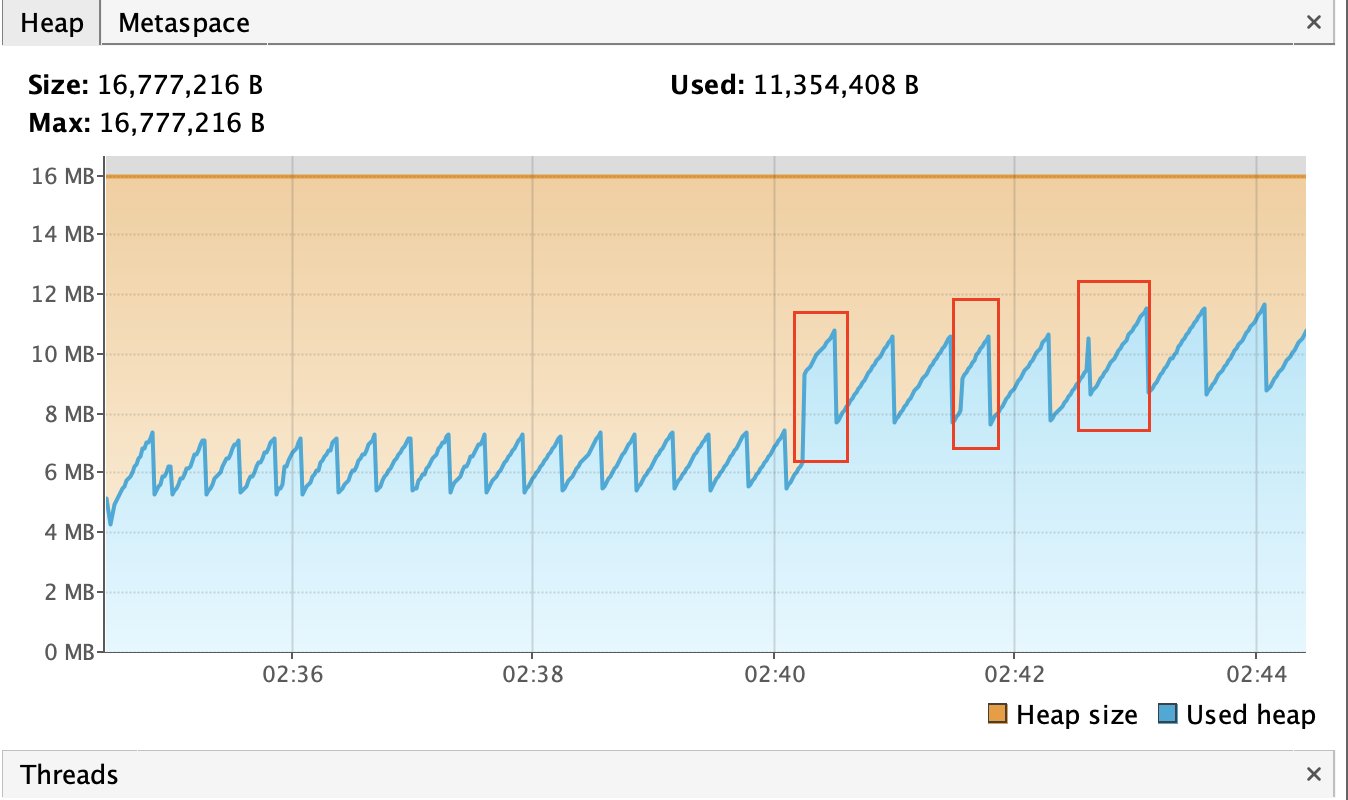 Heap Metaspace ×
Size: 16,777,216 B Used: 11,354,408 B
Max: 16,777,216 B
16 MB
14 MB
12 MB
10 MB
8 MB
6 MB
4 MB
2 MB
0 MB
02:36 02:38 02:40 02:42 02:44
Heap size Used heap
Threads ×